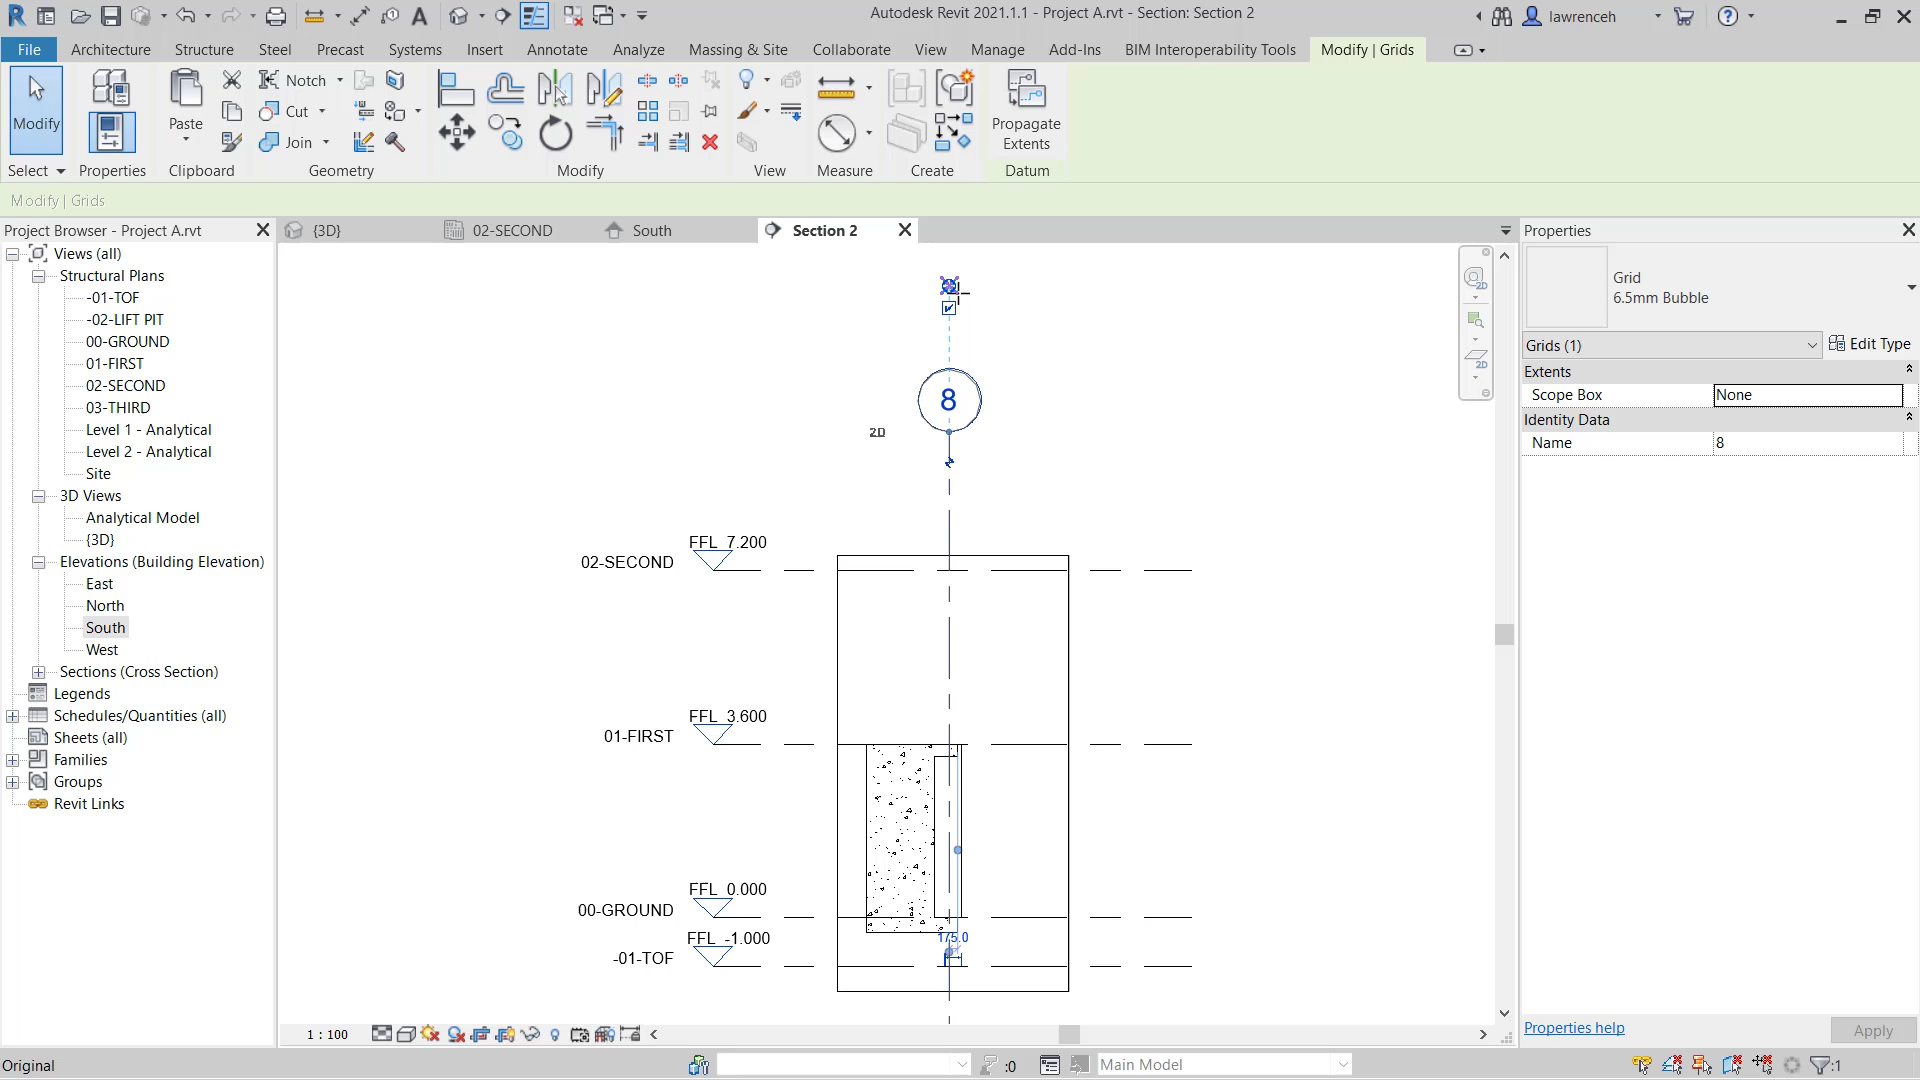 Autodesk Revit 2021.1.1 - Project A.rvt - Section: Section 2
lawrenceh
File Architecture Structure Steel Precast Systems Insert Annotate Analyze Massing & Site Collaborate View Manage Add-Ins BIM Interoperability Tools Modify | Grids
Modify
Paste
Notch
Cut
Join
Propagate
Extents
Select Properties Clipboard Geometry Modify View Measure Create Datum
Modify | Grids
Project Browser - Project A.rvt
Views (all)
Structural Plans
-01-TOF
-02-LIFT PIT
00-GROUND
01-FIRST
02-SECOND
03-THIRD
Level 1 - Analytical
Level 2 - Analytical
Site
3D Views
Analytical Model
{3D}
Elevations (Building Elevation)
East
North
South
West
Sections (Cross Section)
Legends
Schedules/Quantities (all)
Sheets (all)
Families
Groups
Revit Links
{3D} 02-SECOND South Section 2
8
2D
FFL 7.200
02-SECOND
FFL 3.600
01-FIRST
FFL 0.000
00-GROUND
FFL -1.000
-01-TOF
175.0
2D
2D
Properties
Grid
6.5mm Bubble
Grids (1) Edit Type
Extents
Scope Box None
Identity Data
Name 8
Properties help Apply
1 : 100
Original
:0
Main Model
:1